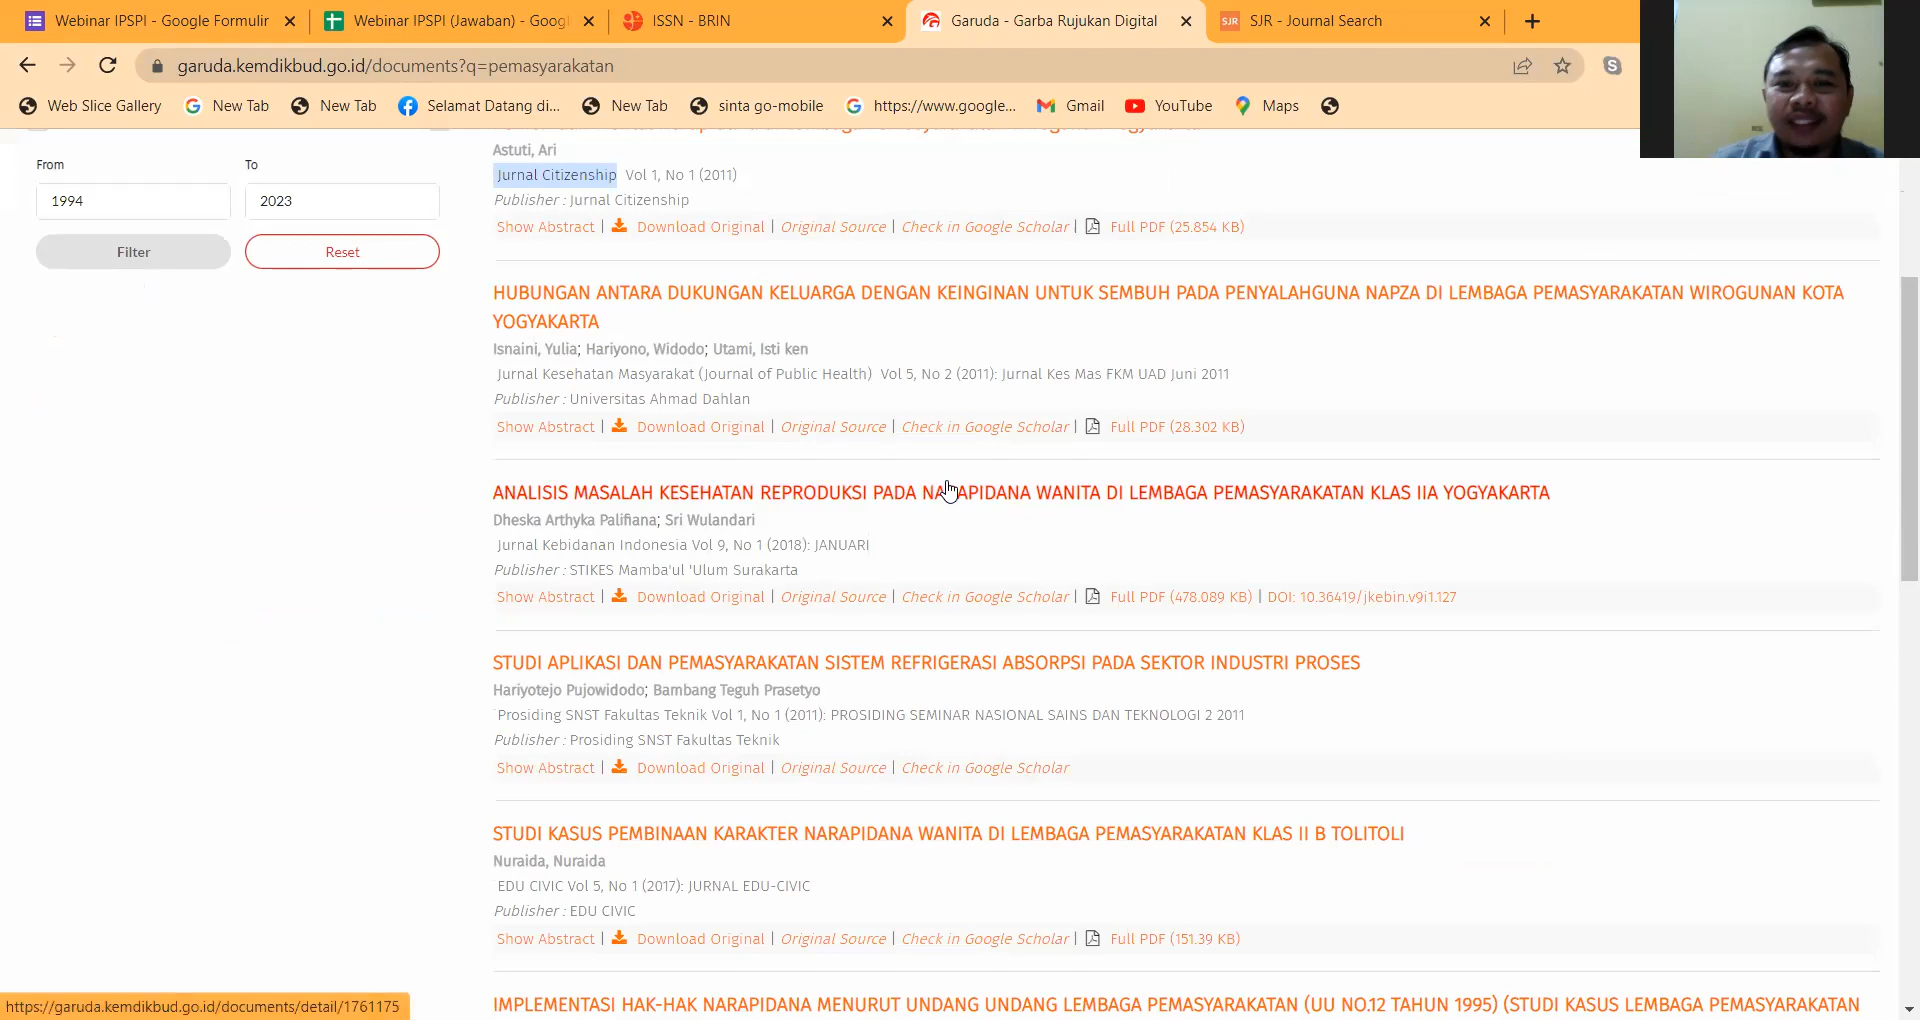 Webinar IPSPI - Google Formulir
Webinar IPSPI (Jawaban) - Goog
ISSN - BRIN
Garuda - Garba Rujukan Digital
SJR SJR - Journal Search
garuda.kemdikbud.go.id/documents?q=pemasyarakatan
Web Slice Gallery
New Tab
New Tab
Selamat Datang di...
New Tab
sinta go-mobile
https://www.google...
Gmail
YouTube
Maps
From
To
1994
2023
Filter
Reset
Astuti, Ari
Jurnal Citizenship Vol 1, No 1 (2011)
Publisher : Jurnal Citizenship
Show Abstract | Download Original | Original Source | Check in Google Scholar | Full PDF (25.854 KB)
HUBUNGAN ANTARA DUKUNGAN KELUARGA DENGAN KEINGINAN UNTUK SEMBUH PADA PENYALAHGUNA NAPZA DI LEMBAGA PEMASYARAKATAN WIROGUNAN KOTA
YOGYAKARTA
Isnaini, Yulia; Hariyono, Widodo; Utami, Isti ken
Jurnal Kesehatan Masyarakat (Journal of Public Health) Vol 5, No 2 (2011): Jurnal Kes Mas FKM UAD Juni 2011
Publisher : Universitas Ahmad Dahlan
Show Abstract | Download Original | Original Source | Check in Google Scholar | Full PDF (28.302 KB)
ANALISIS MASALAH KESEHATAN REPRODUKSI PADA NARAPIDANA WANITA DI LEMBAGA PEMASYARAKATAN KLAS IIA YOGYAKARTA
Dheska Arthyka Palifiana; Sri Wulandari
Jurnal Kebidanan Indonesia Vol 9, No 1 (2018): JANUARI
Publisher : STIKES Mamba'ul 'Ulum Surakarta
Show Abstract | Download Original | Original Source | Check in Google Scholar | Full PDF (478.089 KB) | DOI: 10.36419/jkebin.v9i1.127
STUDI APLIKASI DAN PEMASYARAKATAN SISTEM REFRIGERASI ABSORPSI PADA SEKTOR INDUSTRI PROSES
Hariyotejo Pujowidodo; Bambang Teguh Prasetyo
Prosiding SNST Fakultas Teknik Vol 1, No 1 (2011): PROSIDING SEMINAR NASIONAL SAINS DAN TEKNOLOGI 2 2011
Publisher : Prosiding SNST Fakultas Teknik
Show Abstract | Download Original | Original Source | Check in Google Scholar
STUDI KASUS PEMBINAAN KARAKTER NARAPIDANA WANITA DI LEMBAGA PEMASYARAKATAN KLAS II B TOLITOLI
Nuraida, Nuraida
EDU CIVIC Vol 5, No 1 (2017): JURNAL EDU-CIVIC
Publisher : EDU CIVIC
Show Abstract | Download Original | Original Source | Check in Google Scholar | Full PDF (151.39 KB)
IMPLEMENTASI HAK-HAK NARAPIDANA MENURUT UNDANG UNDANG LEMBAGA PEMASYARAKATAN (UU NO.12 TAHUN 1995) (STUDI KASUS LEMBAGA PEMASYARAKATAN
https://garuda.kemdikbud.go.id/documents/detail/1761175